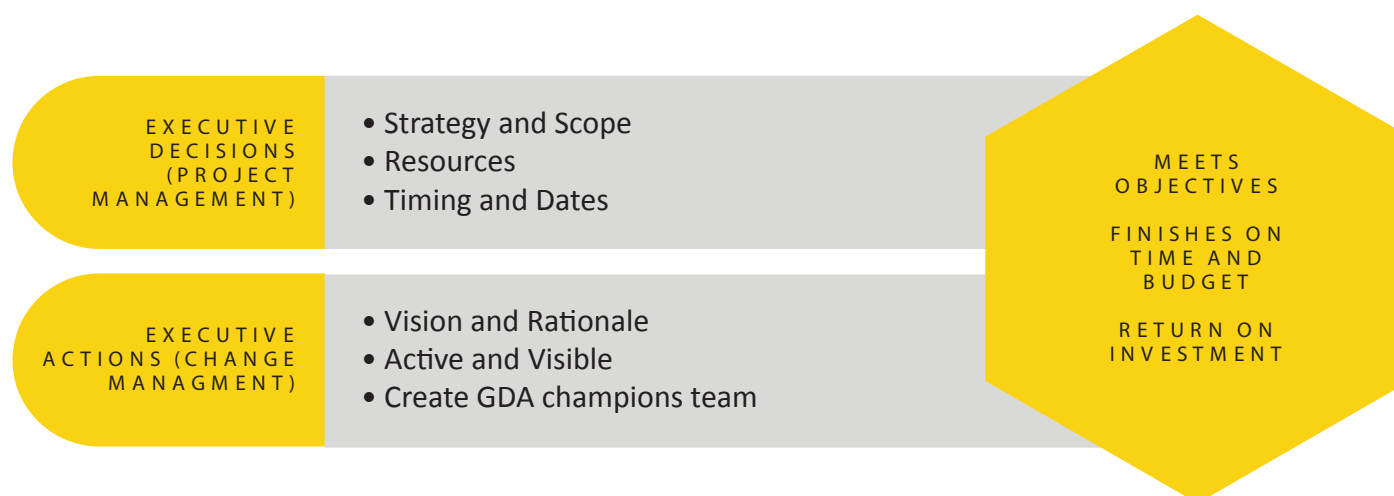 EXECUTIVE
DECISIONS
(PROJECT
MANAGEMENT)
• Strategy and Scope
• Resources
• Timing and Dates
EXECUTIVE
ACTIONS (CHANGE
MANAGMENT)
• Vision and Rationale
• Active and Visible
• Create GDA champions team
MEETS
OBJECTIVES
FINISHES ON
TIME AND
BUDGET
RETURN ON
INVESTMENT